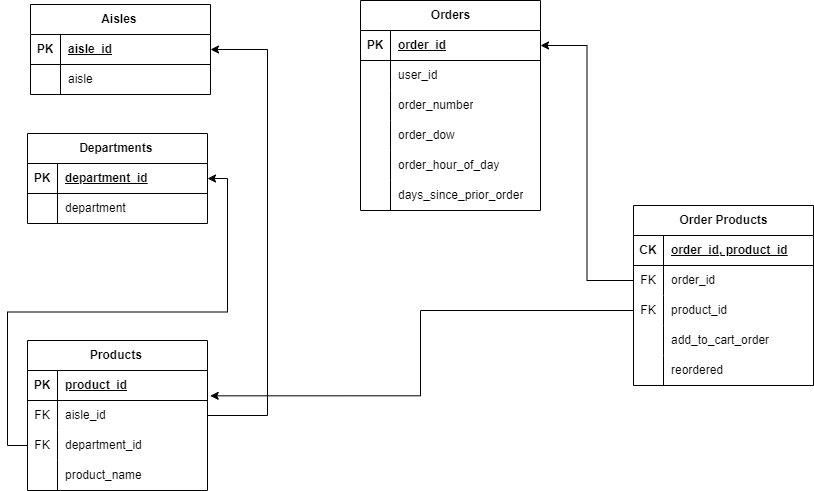 Aisles
PK aisle_id
aisle
Departments
PK department_id
department
Products
PK product_id
FK aisle_id
FK department_id
product_name
Orders
PK order_id
user_id
order_number
order_dow
order_hour_of_day
days_since_prior_order
Order Products
CK order_id, product_id
FK order_id
FK product_id
add_to_cart_order
reordered